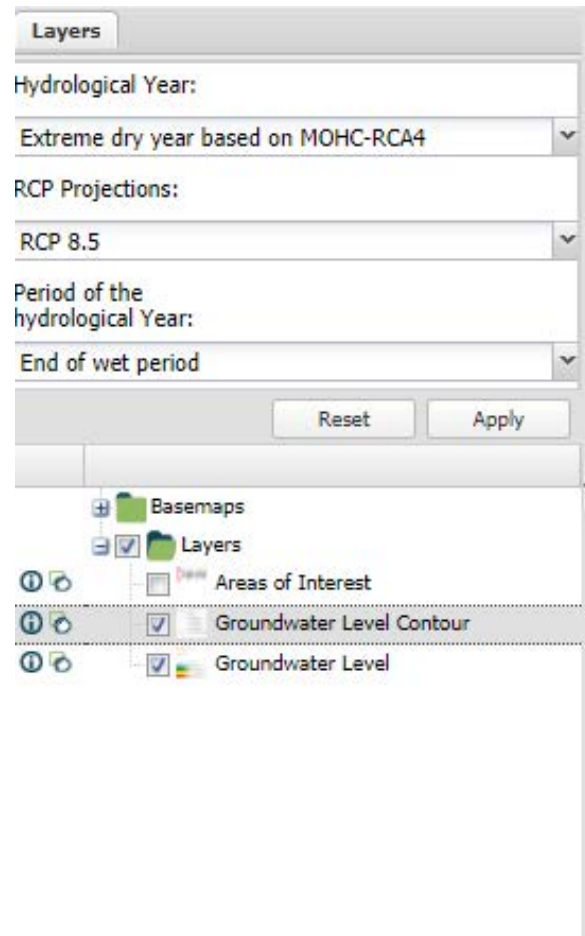 Layers
Hydrological Year:
Extreme dry year based on MOHC-RCA4
RCP Projections:
RCP 8.5
Period of the
hydrological Year:
End of wet period
Reset Apply
Basemaps
Layers
Areas of Interest
Groundwater Level Contour
Groundwater Level